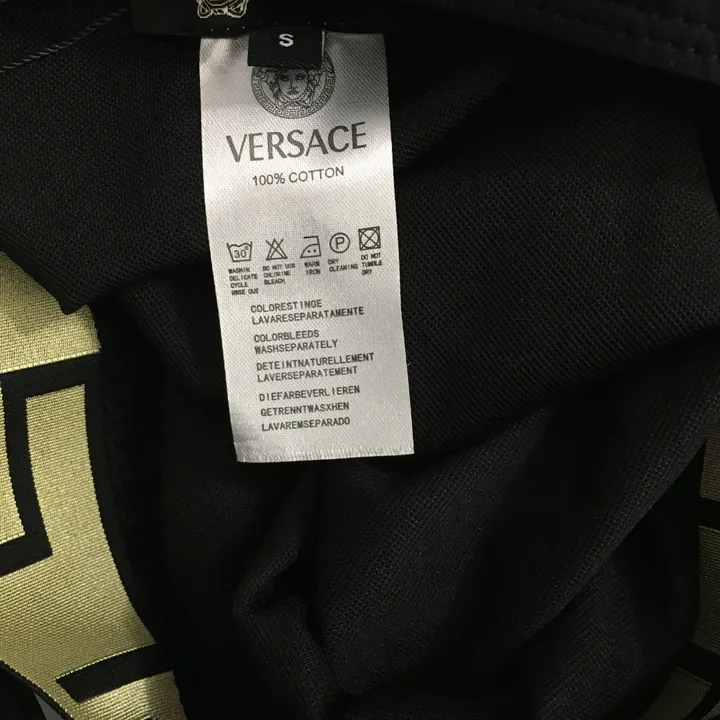 S
VERSACE
100% COTTON
30°
WASHIN
DELICATE
CYCLE
RINSE OUT
DO NOT USE
CHLORINE
BLEACH
WARM
IRON
P
DRY
CLEANING
DO NOT
TUMBLE
DRY
COLORESTINGE
LAVARESEPARATAMENTE
COLORBLEEDS
WASHSEPARATELY
DETEINTNATURELLEMENT
LAVERSEPARATEMENT
DIEFARBEVERLIEREN
GETRENNTWASXHEN
LAVAREMSEPARADO